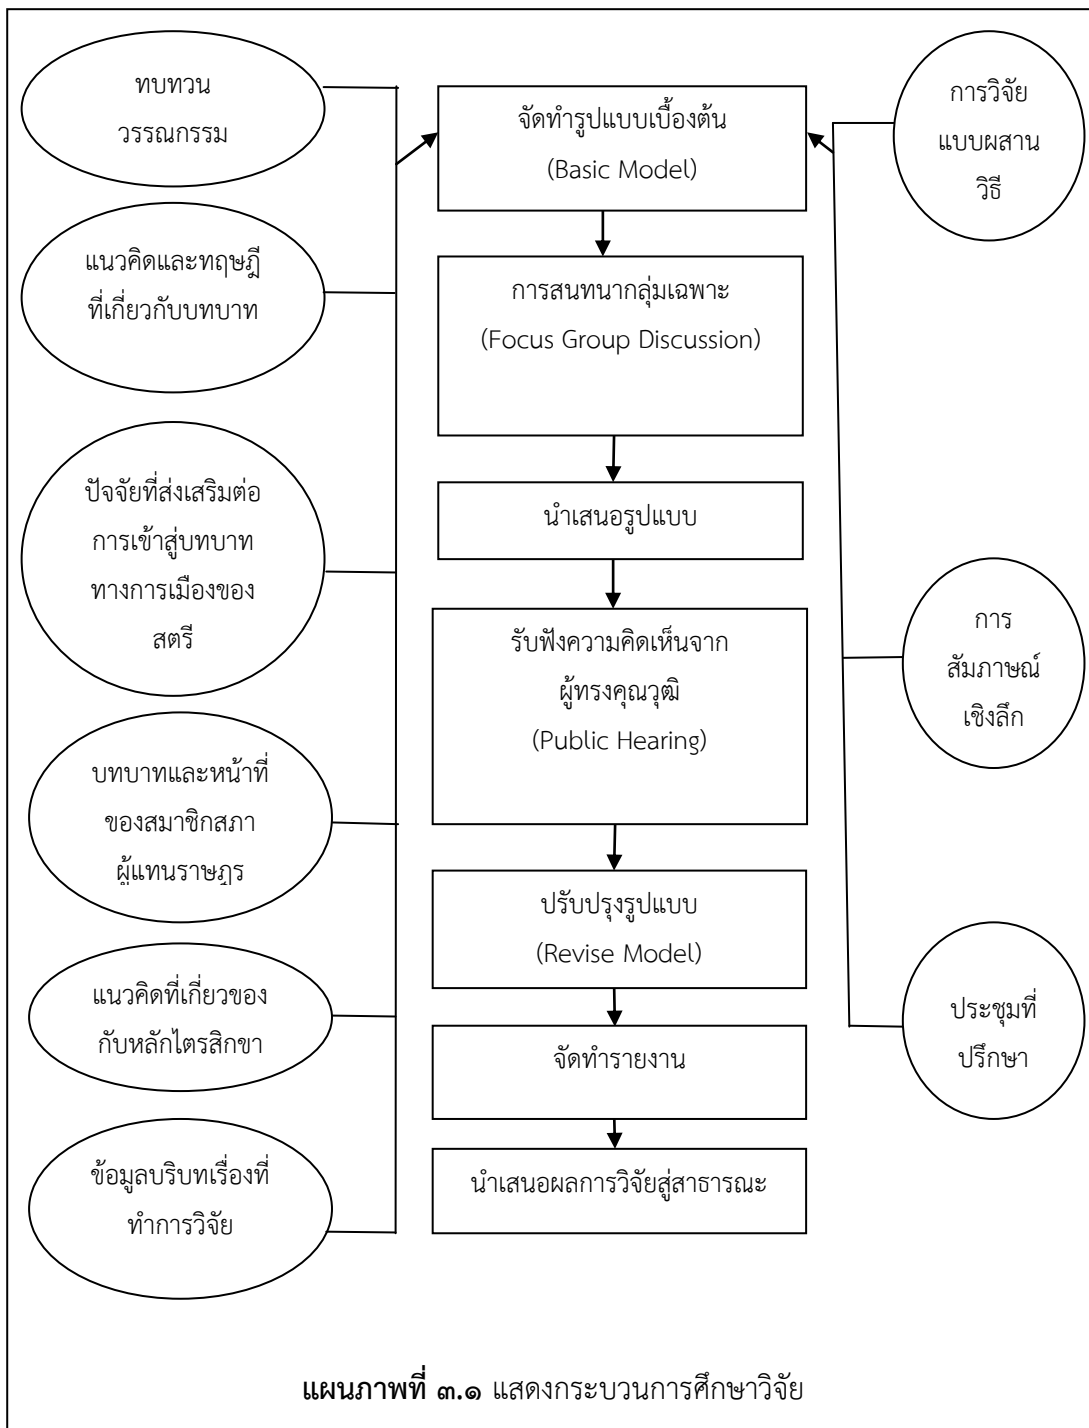 ทบทวน
วรรณกรรม
แนวคิดและทฤษฎี
ที่เกี่ยวกับบทบาท
ปัจจัยที่ส่งเสริมต่อ
การเข้าสู่บทบาท
ทางการเมืองของ
สตรี
บทบาทและหน้าที่
ของสมาชิกสภา
ผู้แทนราษฎร
แนวคิดที่เกี่ยวของ
กับหลักไตรสิกขา
ข้อมูลบริบทเรื่องที่
ทำการวิจัย
จัดทำรูปแบบเบื้องต้น
(Basic Model)
การสนทนากลุ่มเฉพาะ
(Focus Group Discussion)
นำเสนอรูปแบบ
รับฟังความคิดเห็นจาก
ผู้ทรงคุณวุฒิ
(Public Hearing)
ปรับปรุงรูปแบบ
(Revise Model)
จัดทำรายงาน
นำเสนอผลการวิจัยสู่สาธารณะ
การวิจัย
แบบผสาน
วิธี
การ
สัมภาษณ์
เชิงลึก
ประชุมที่
ปรึกษา
แผนภาพที่ ๓.๑ แสดงกระบวนการศึกษาวิจัย